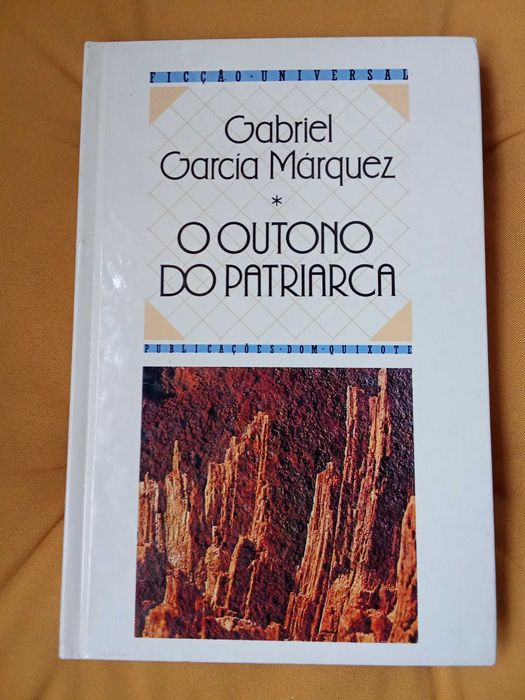 FICÇÃO · UNIVERSAL
Gabriel
García Márquez
*
O OUTONO
DO PATRIARCA
PUBLICAÇÕES · DOM · QUIXOTE